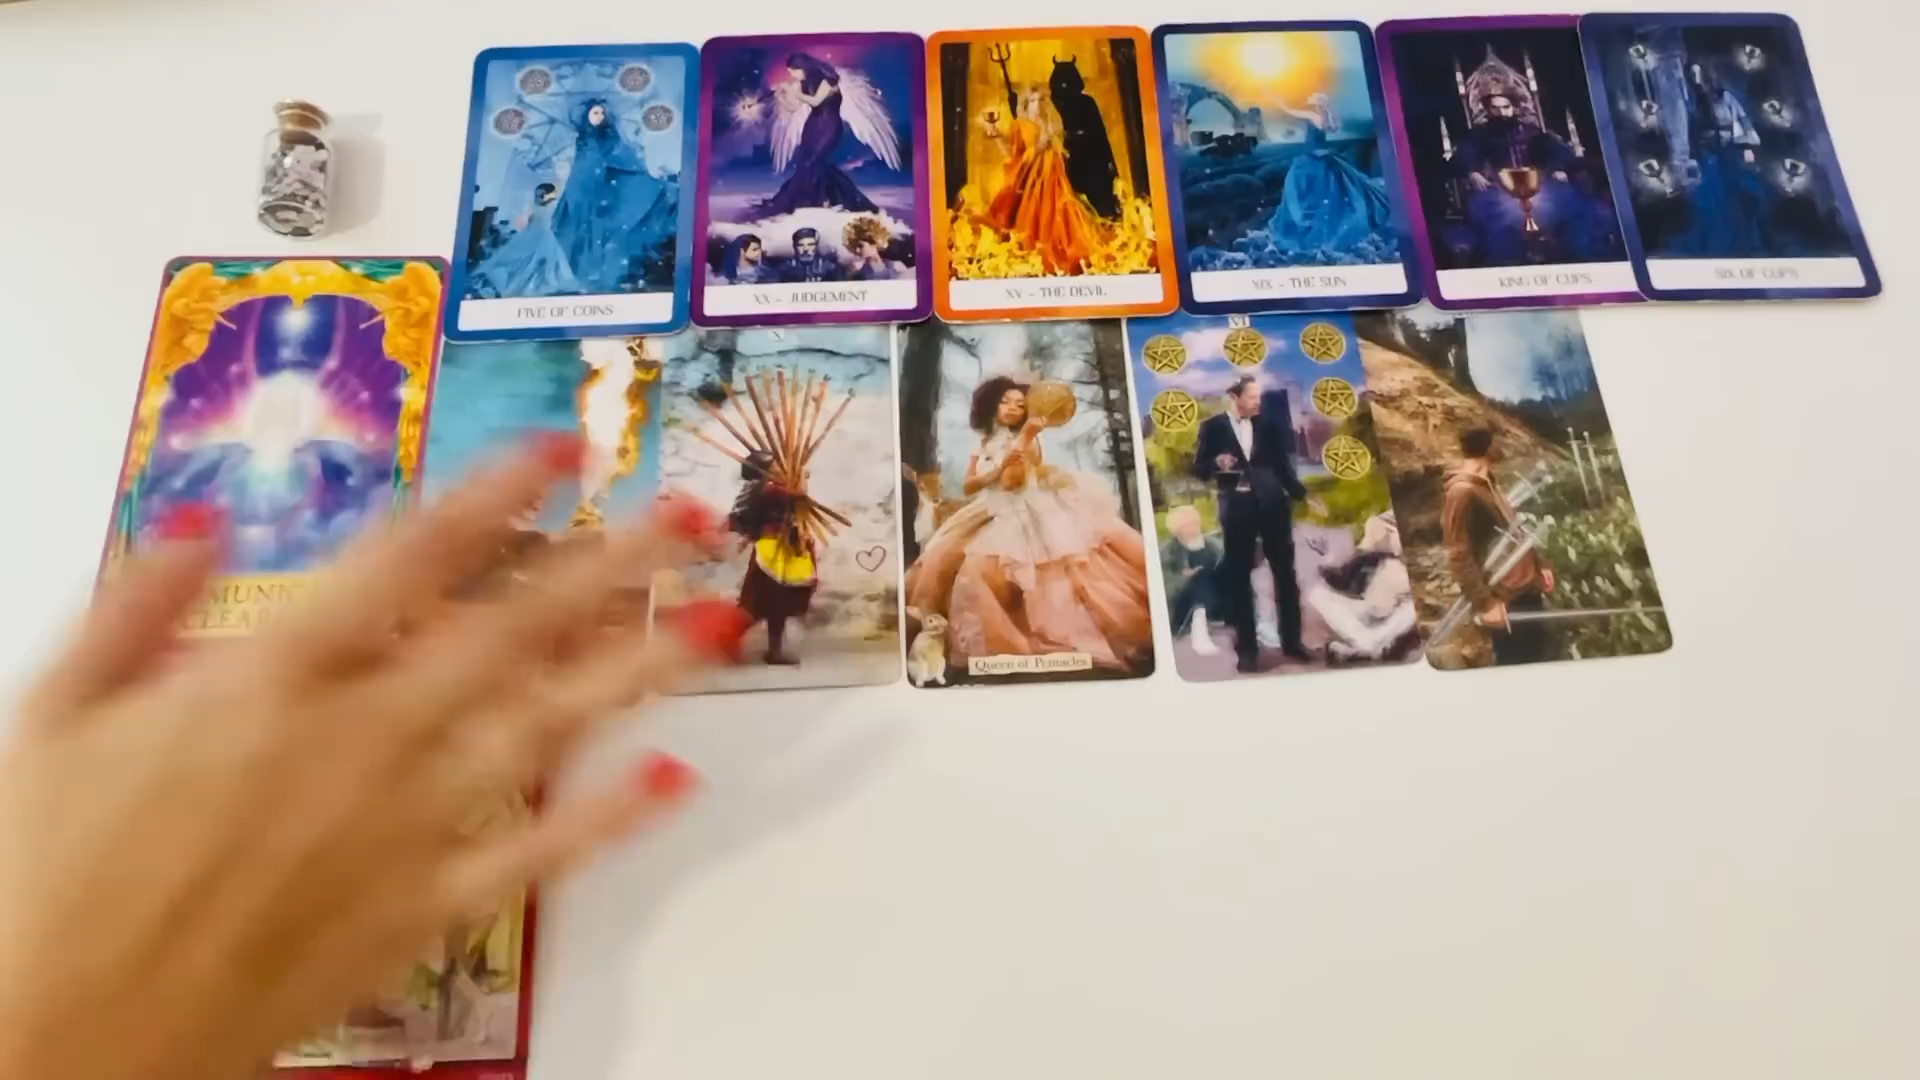 FIVE OF COINS
XX - JUDGEMENT
XV - THE DEVIL
XIX - THE SUN
KING OF CUPS
SIX OF CUPS
X
VI
Queen of Pentacles